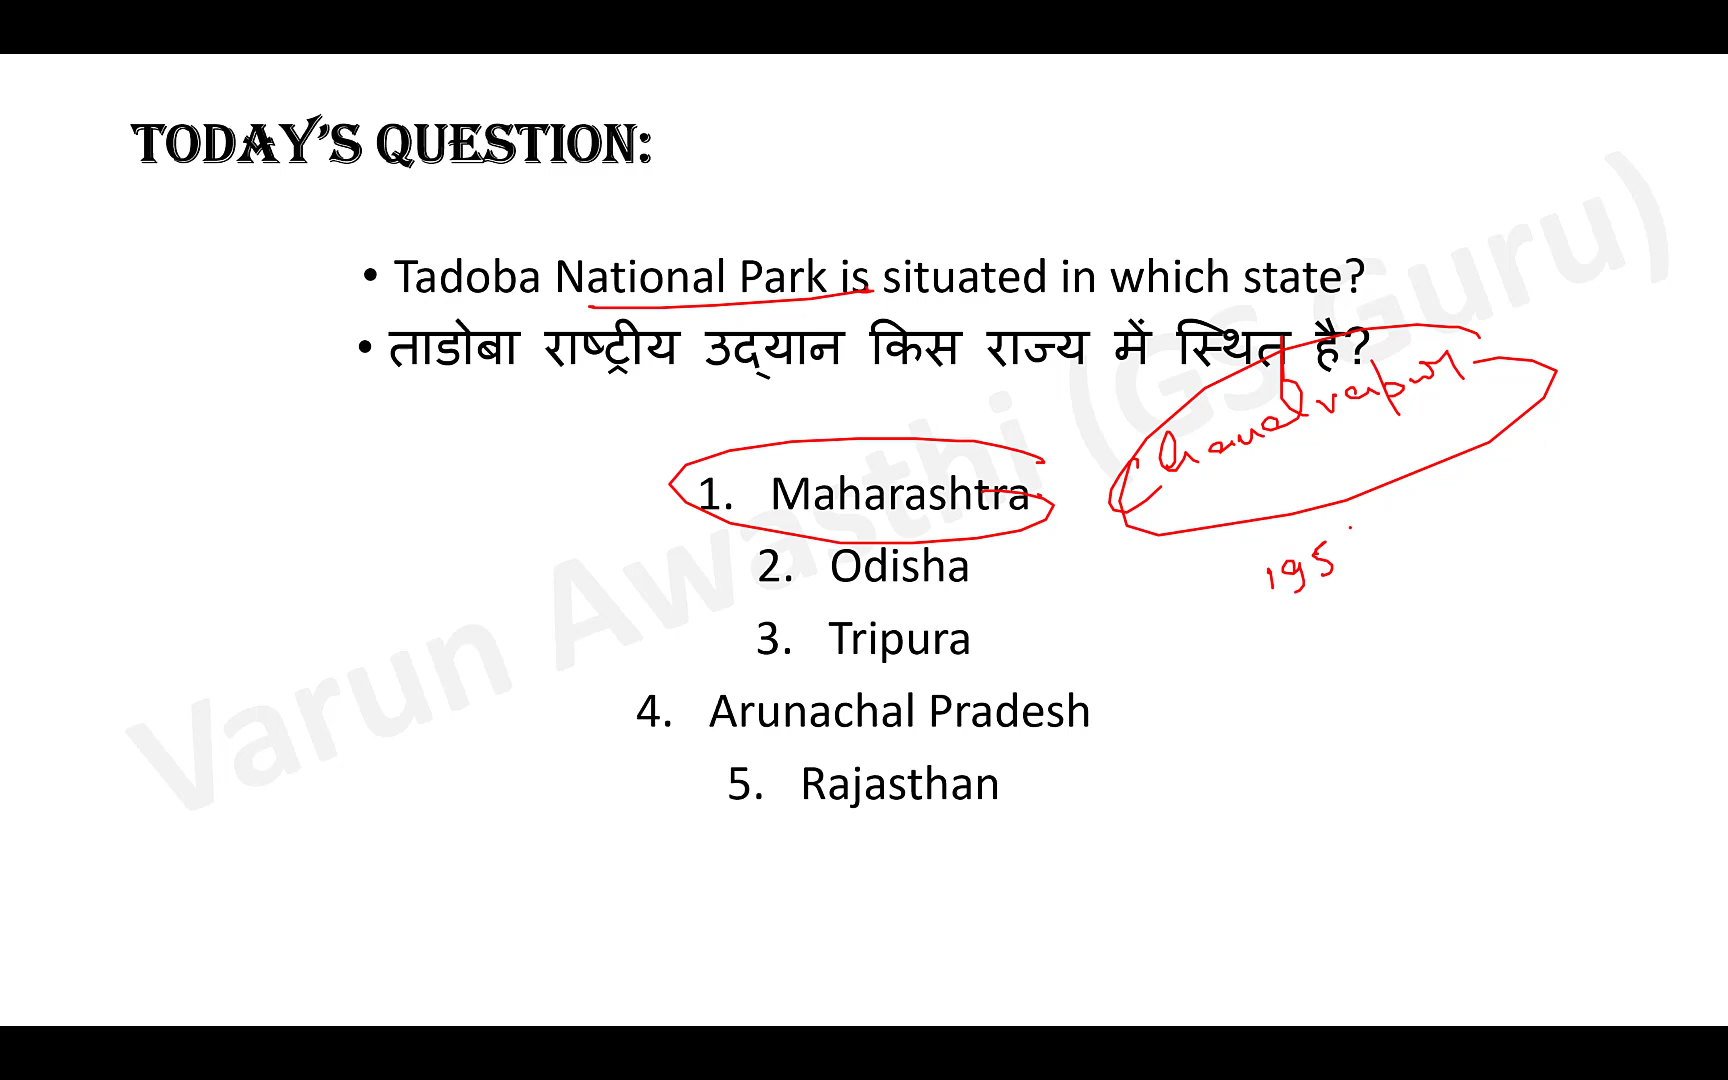 TODAY'S QUESTION:
• Tadoba National Park is situated in which state?
• ताडोबा राष्ट्रीय उद्यान किस राज्य में स्थित है?
Chandrapur
1. Maharashtra
195
2. Odisha
3. Tripura
4. Arunachal Pradesh
5. Rajasthan
Varun Awasthi (GS Guru)